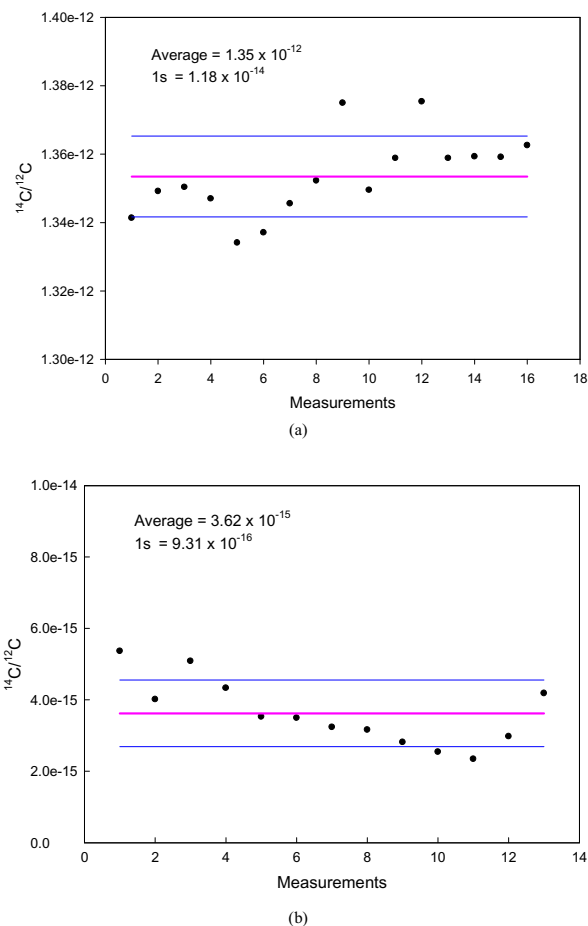 1.40e-12
Average = 1.35 x 10⁻¹²
1s = 1.18 x 10⁻¹⁴
1.38e-12
1.36e-12
¹⁴C/¹²C
1.34e-12
1.32e-12
1.30e-12
0 2 4 6 8 10 12 14 16 18
Measurements
(a)
1.0e-14
Average = 3.62 x 10⁻¹⁵
1s = 9.31 x 10⁻¹⁶
8.0e-15
6.0e-15
¹⁴C/¹²C
4.0e-15
2.0e-15
0.0
0 2 4 6 8 10 12 14
Measurements
(b)